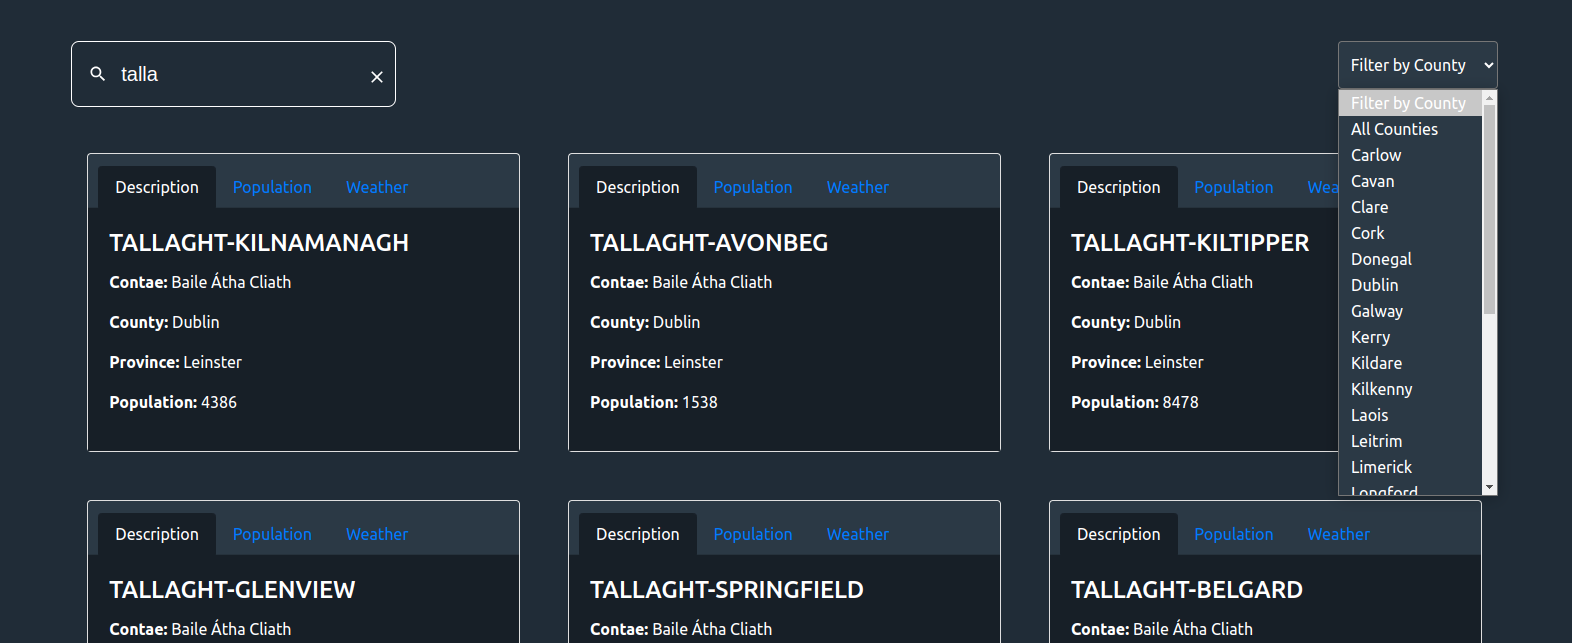 talla
Filter by County
Filter by County
All Counties
Carlow
Cavan
Clare
Cork
Donegal
Dublin
Galway
Kerry
Kildare
Kilkenny
Laois
Leitrim
Limerick
Longford
Description Population Weather
TALLAGHT-KILNAMANAGH
Contae: Baile Átha Cliath
County: Dublin
Province: Leinster
Population: 4386
Description Population Weather
TALLAGHT-AVONBEG
Contae: Baile Átha Cliath
County: Dublin
Province: Leinster
Population: 1538
Description Population Wea
TALLAGHT-KILTIPPER
Contae: Baile Átha Cliath
County: Dublin
Province: Leinster
Population: 8478
Description Population Weather
TALLAGHT-GLENVIEW
Contae: Baile Átha Cliath
Description Population Weather
TALLAGHT-SPRINGFIELD
Contae: Baile Átha Cliath
Description Population Weather
TALLAGHT-BELGARD
Contae: Baile Átha Cliath